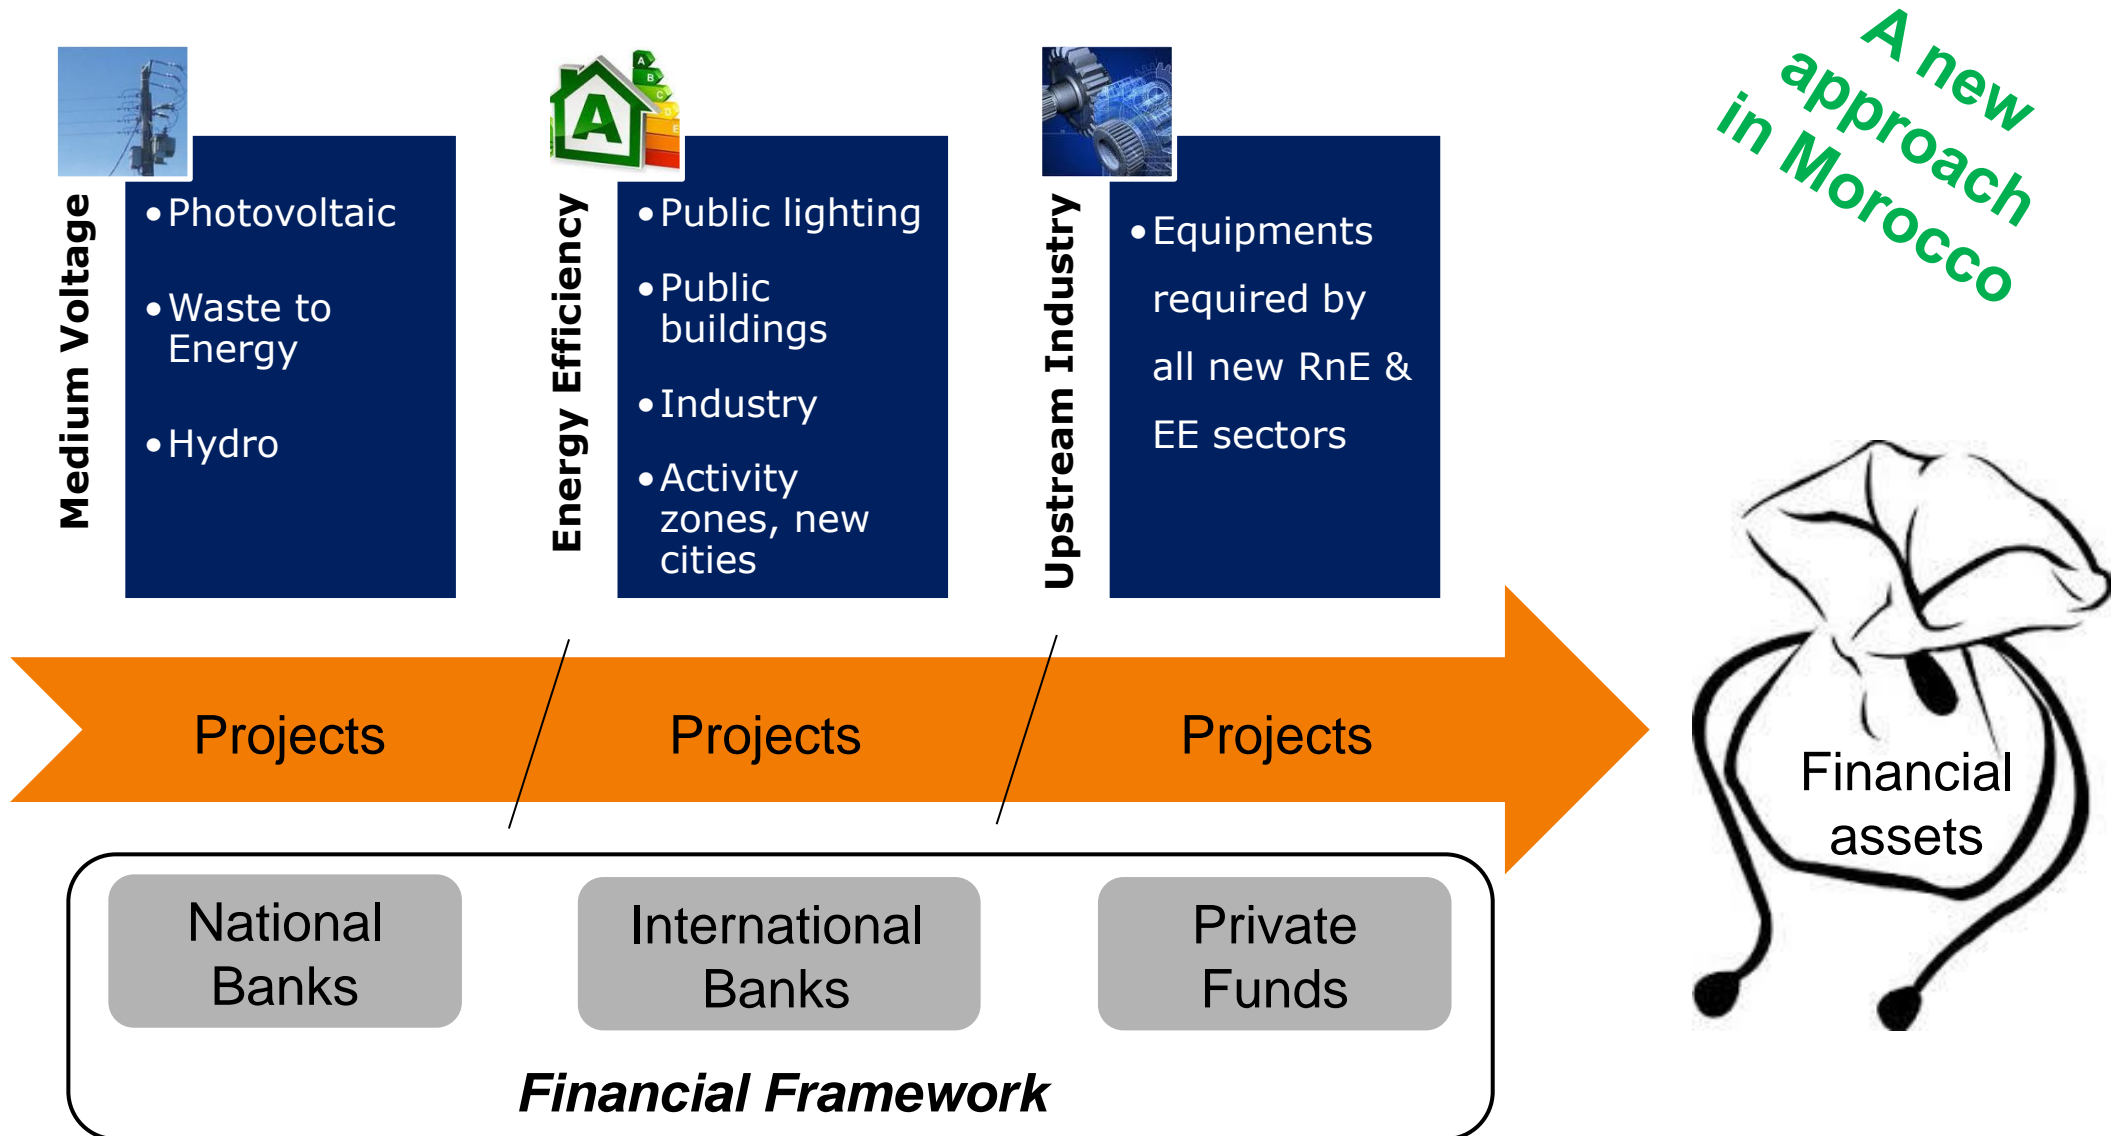 A new
approach
in Morocco
Medium Voltage
• Photovoltaic
• Waste to
Energy
• Hydro
A
A
B
C
D
E
Energy Efficiency
• Public lighting
• Public
buildings
• Industry
• Activity
zones, new
cities
Upstream Industry
• Equipments
required by
all new RnE &
EE sectors
Projects
Projects
Projects
Financial
assets
National
Banks
International
Banks
Private
Funds
Financial Framework